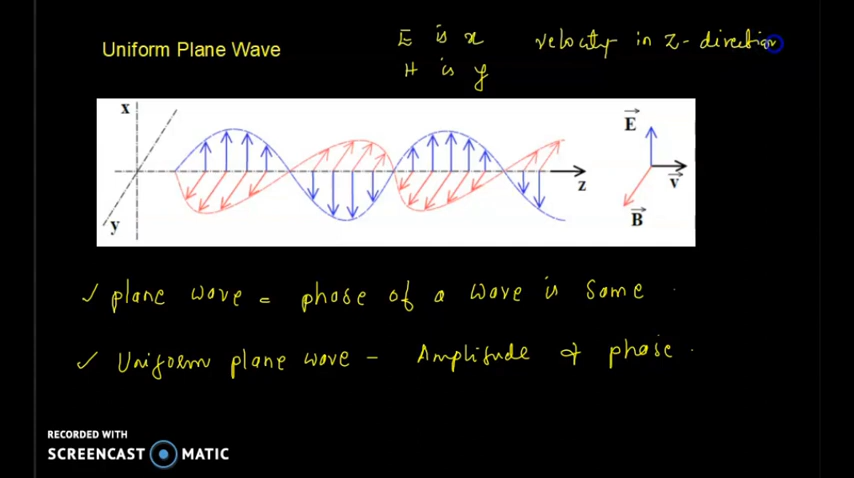 Uniform Plane Wave
E is x velocity in z-direction
H is y
x
y
z
E
v
B
✓ plane wave = phase of a wave is same.
✓ Uniform plane wave - Amplitude & phase.
RECORDED WITH
SCREENCAST MATIC